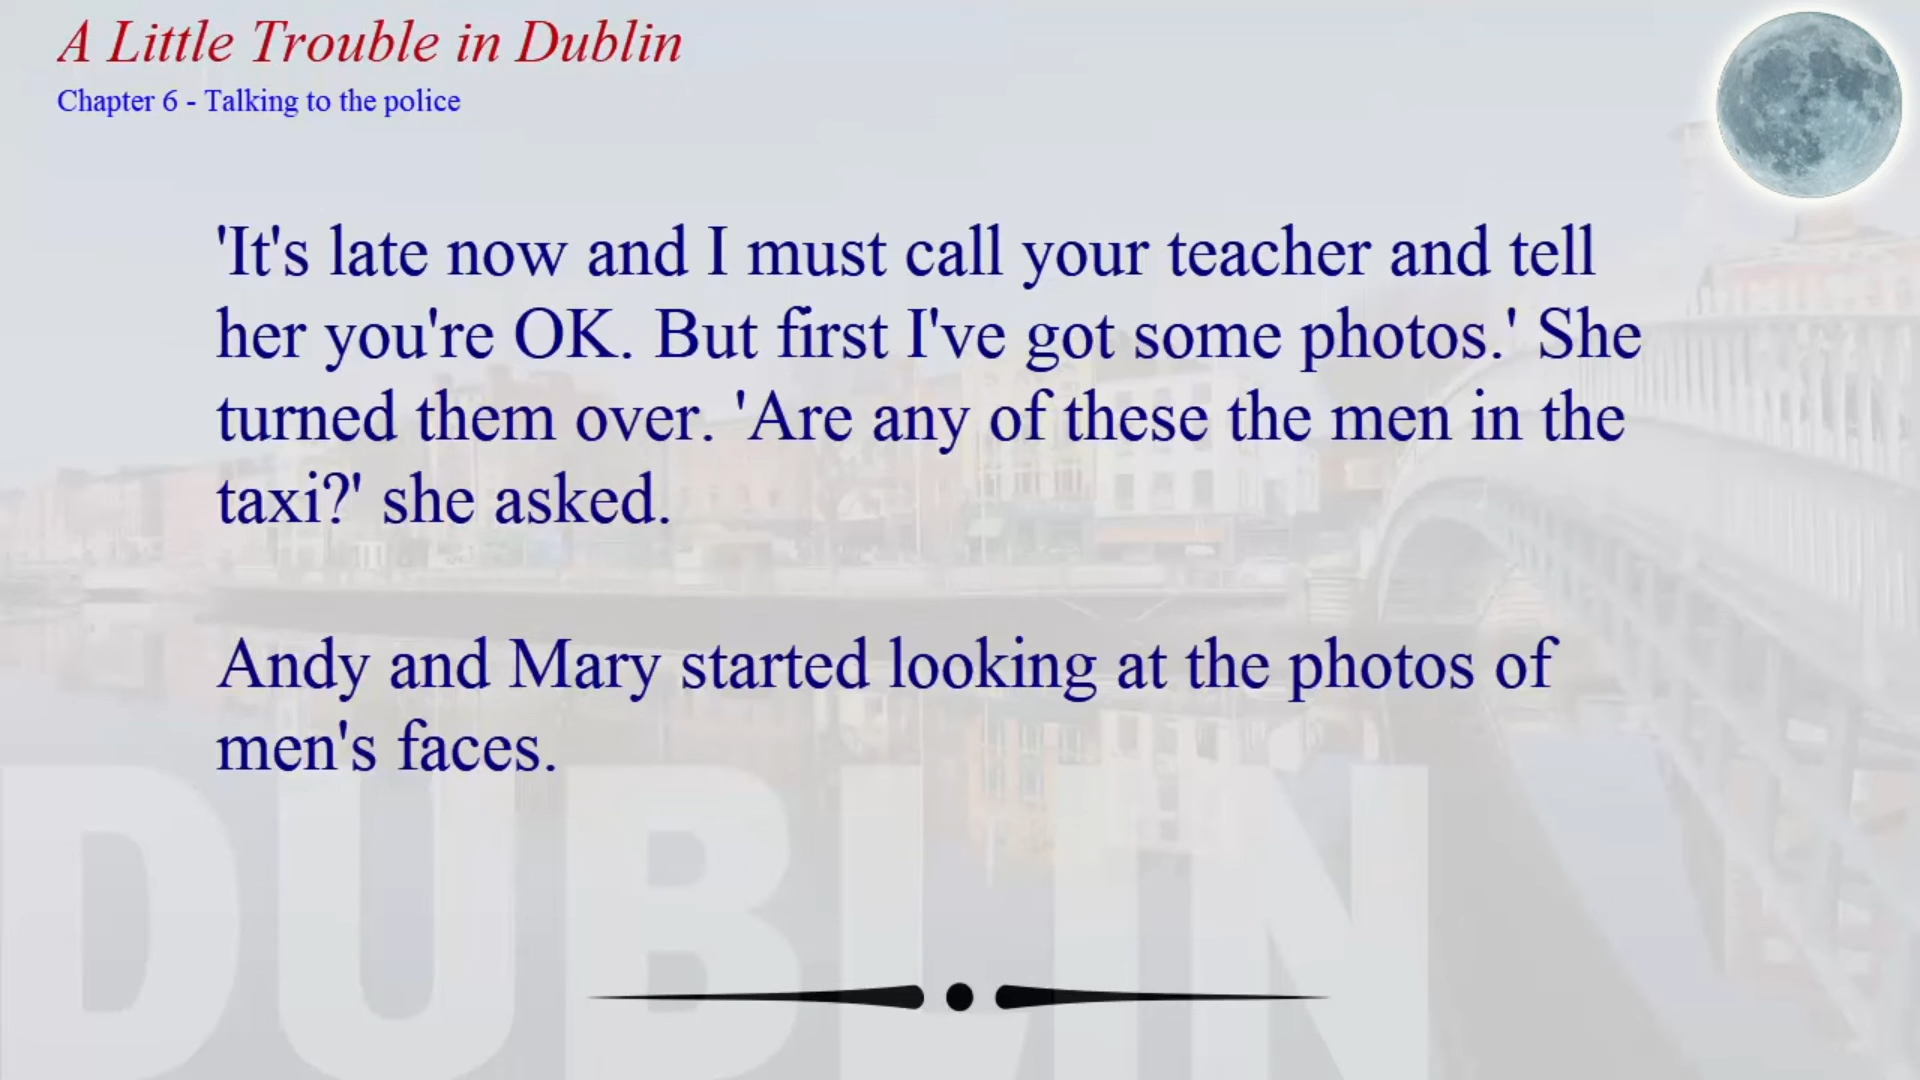 A Little Trouble in Dublin
Chapter 6 - Talking to the police
'It's late now and I must call your teacher and tell
her you're OK. But first I've got some photos.' She
turned them over. 'Are any of these the men in the
taxi?' she asked.
Andy and Mary started looking at the photos of
men's faces.
DUBLIN